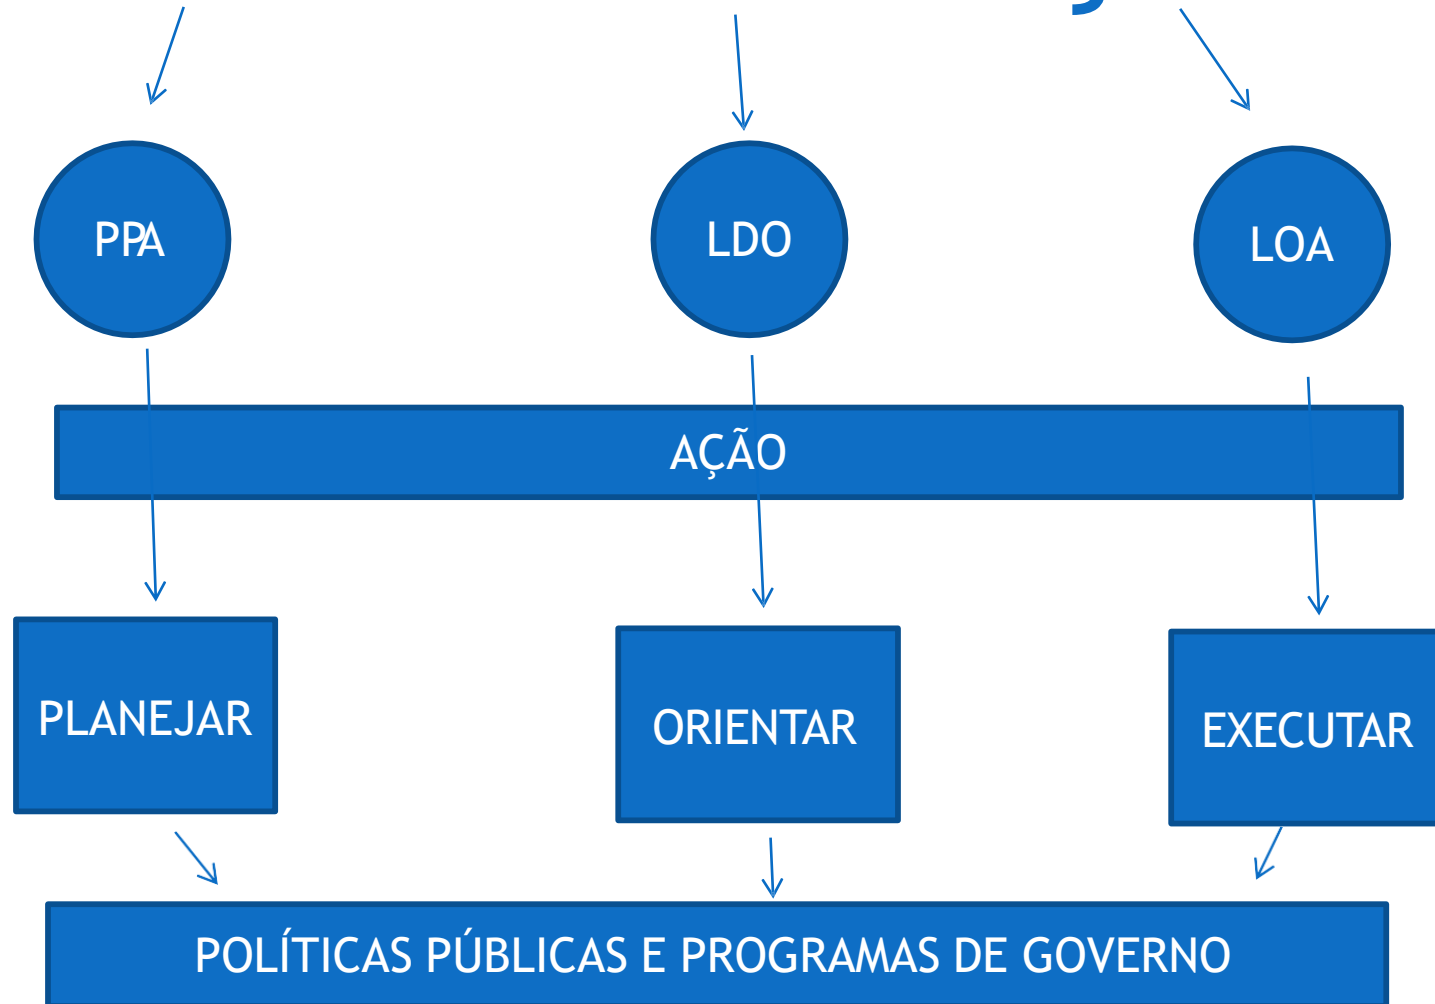 PPA
LDO
LOA
AÇÃO
PLANEJAR
ORIENTAR
EXECUTAR
POLÍTICAS PÚBLICAS E PROGRAMAS DE GOVERNO